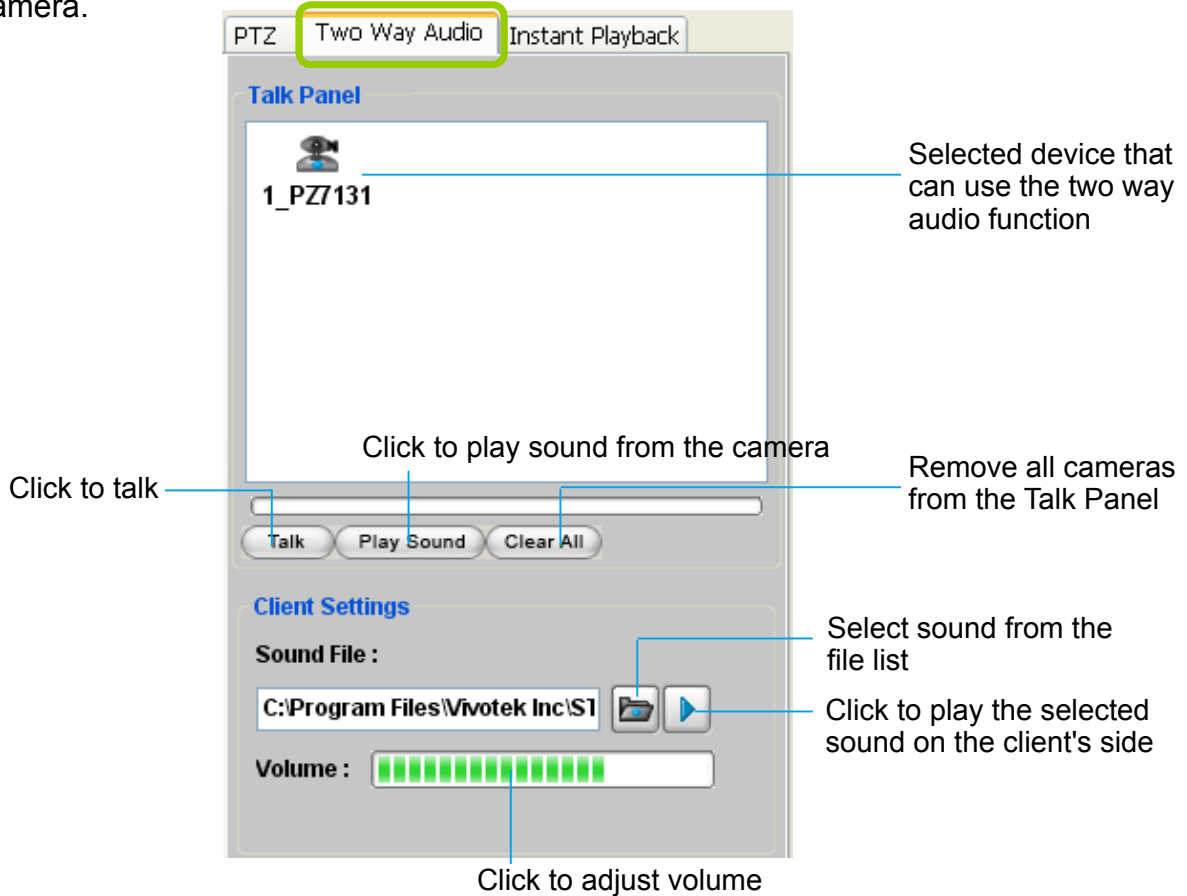 amera.
PTZ Two Way Audio Instant Playback
Talk Panel
1_PZ7131
Selected device that
can use the two way
audio function
Click to play sound from the camera
Click to talk
Remove all cameras
from the Talk Panel
Talk Play Sound Clear All
Client Settings
Sound File :
C:\Program Files\Vivotek Inc\ST
Select sound from the
file list
Click to play the selected
sound on the client's side
Volume :
Click to adjust volume